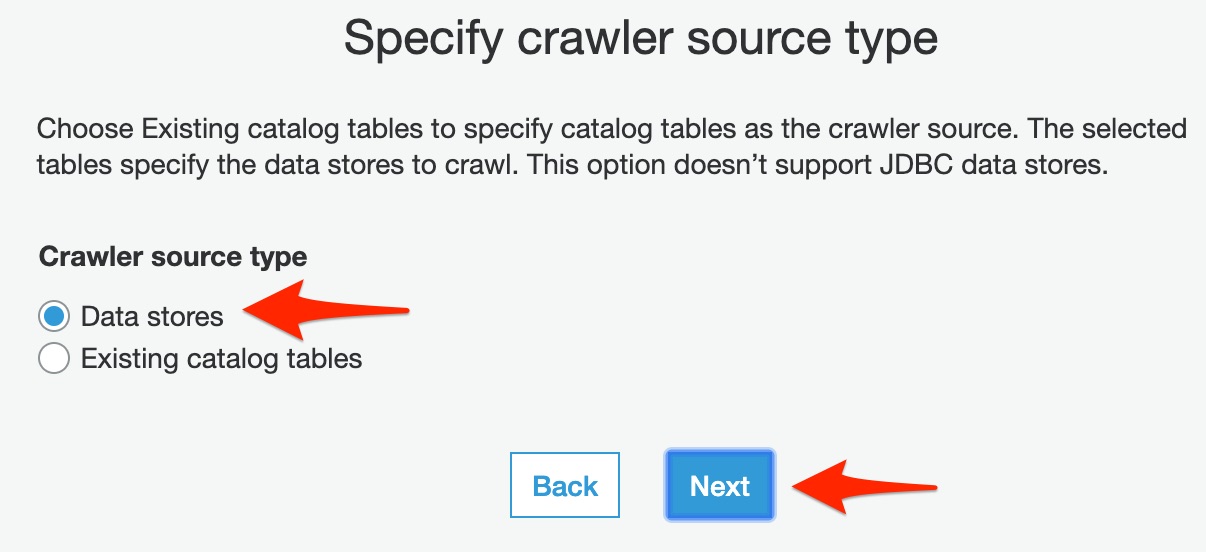 Specify crawler source type
Choose Existing catalog tables to specify catalog tables as the crawler source. The selected
tables specify the data stores to crawl. This option doesn’t support JDBC data stores.
Crawler source type
Data stores
Existing catalog tables
Back
Next